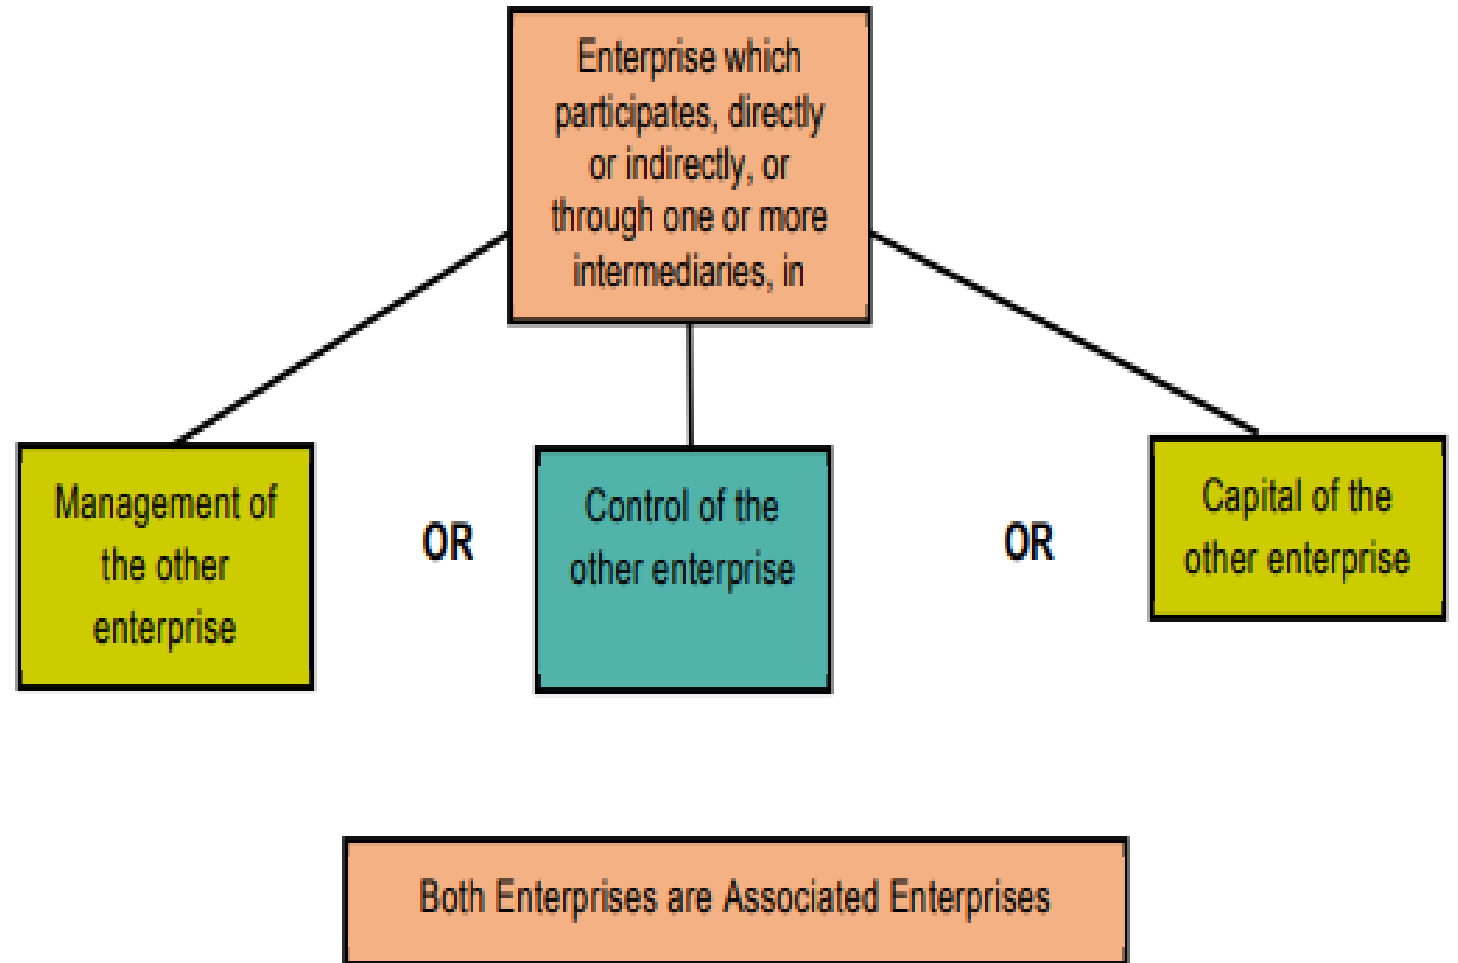 Enterprise which
participates, directly
or indirectly, or
through one or more
intermediaries, in
Management of
the other
enterprise
OR
Control of the
other enterprise
OR
Capital of the
other enterprise
Both Enterprises are Associated Enterprises